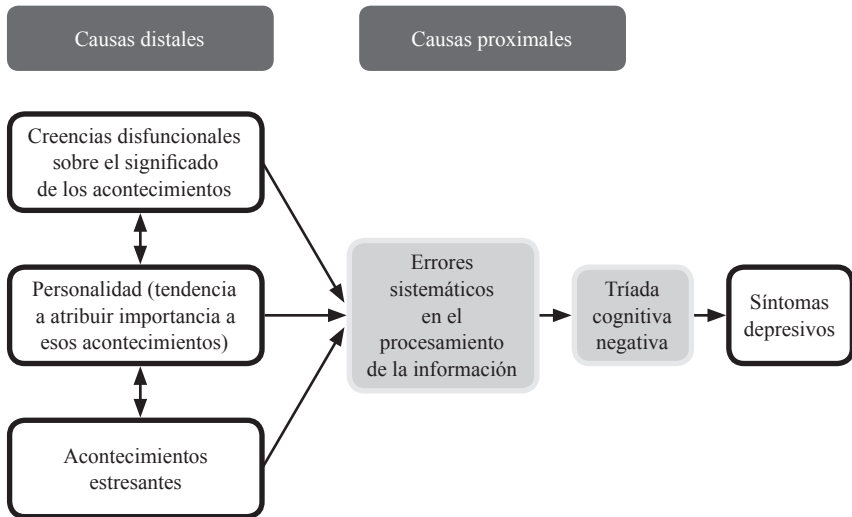 Causas distales
Causas proximales
Creencias disfuncionales
sobre el significado
de los acontecimientos
Personalidad (tendencia
a atribuir importancia a
esos acontecimientos)
Acontecimientos
estresantes
Errores
sistemáticos
en el
procesamiento
de la información
Tríada
cognitiva
negativa
Síntomas
depresivos